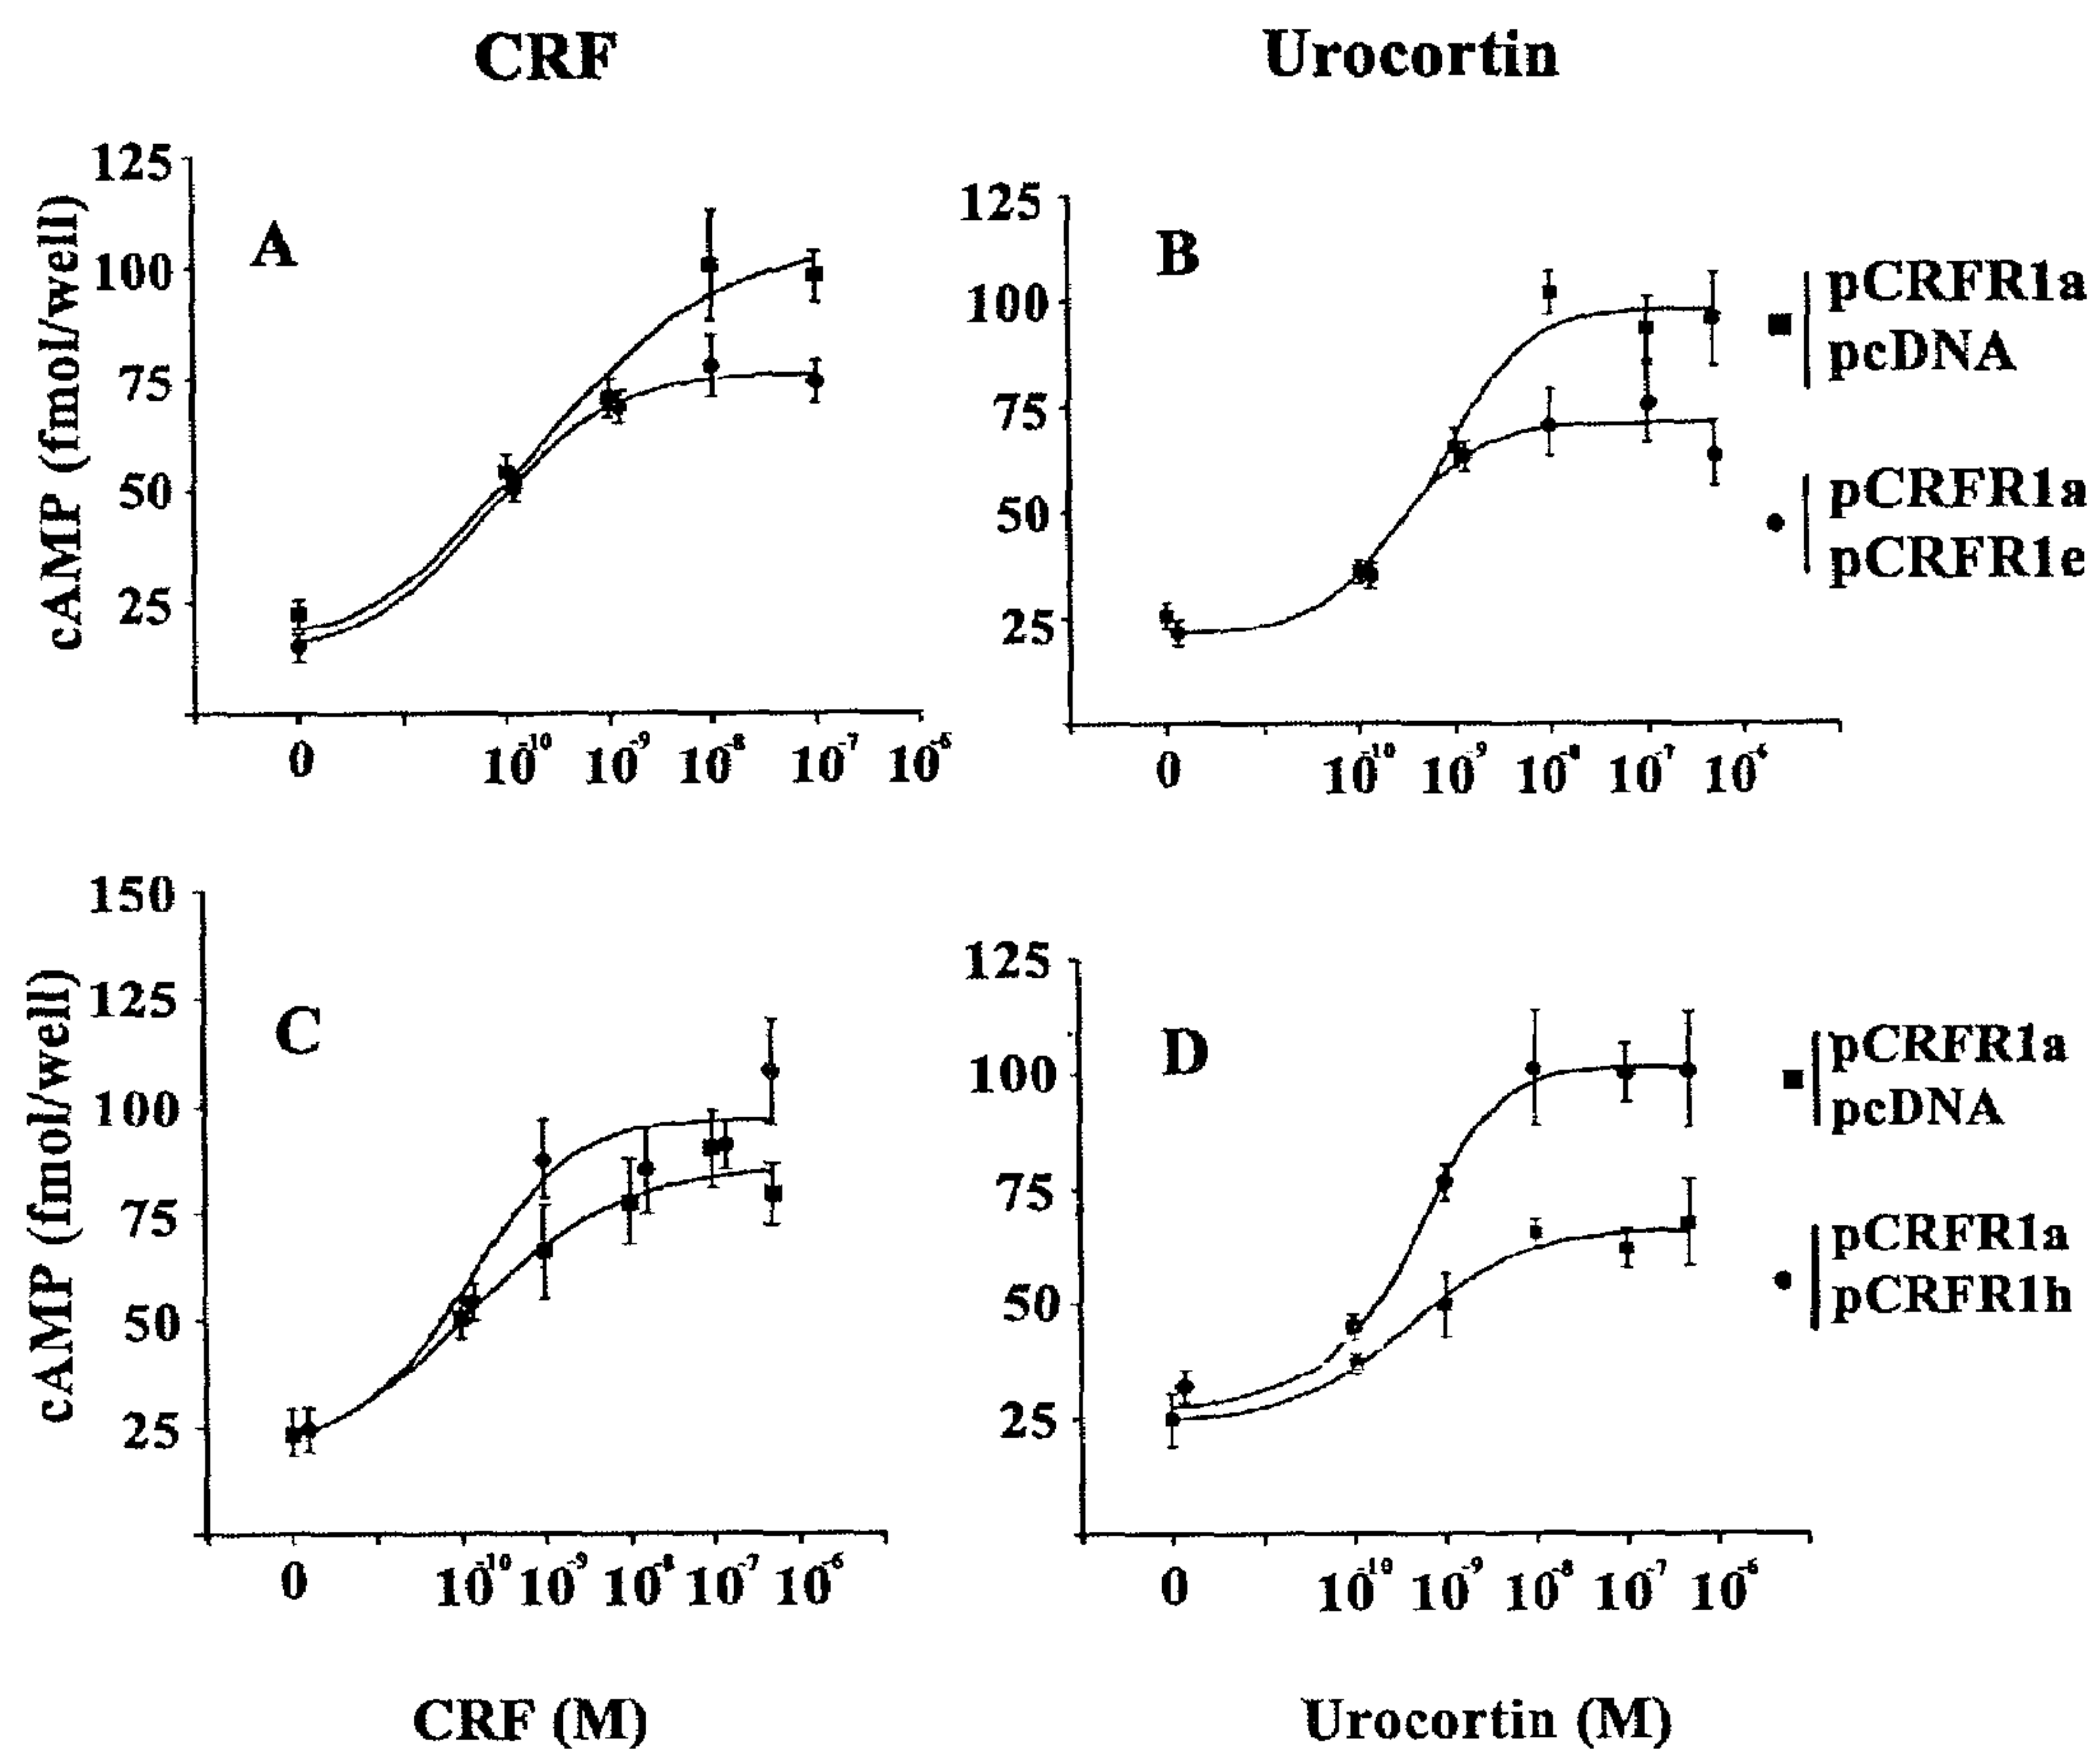 CRF
Urocortin
A
125
100
75
50
25
cAMP (fmol/well)
0 10⁻¹⁰ 10⁻⁹ 10⁻⁸ 10⁻⁷ 10⁻⁶
B
125
100
75
50
25
0 10⁻¹⁰ 10⁻⁹ 10⁻⁸ 10⁻⁷ 10⁻⁶
pCRFR1a
pcDNA
pCRFR1a
pCRFR1e
C
150
125
100
75
50
25
cAMP (fmol/well)
0 10⁻¹⁰ 10⁻⁹ 10⁻⁸ 10⁻⁷ 10⁻⁶
CRF (M)
D
125
100
75
50
25
0 10⁻¹⁰ 10⁻⁹ 10⁻⁸ 10⁻⁷ 10⁻⁶
Urocortin (M)
pCRFR1a
pcDNA
pCRFR1a
pCRFR1h